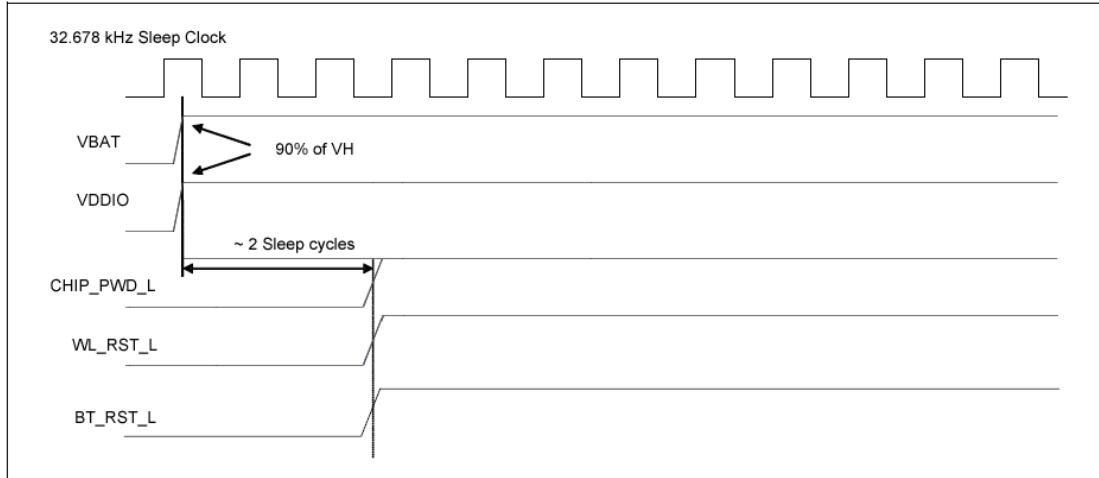 32.678 kHz Sleep Clock
VBAT
90% of VH
VDDIO
~ 2 Sleep cycles
CHIP_PWD_L
WL_RST_L
BT_RST_L